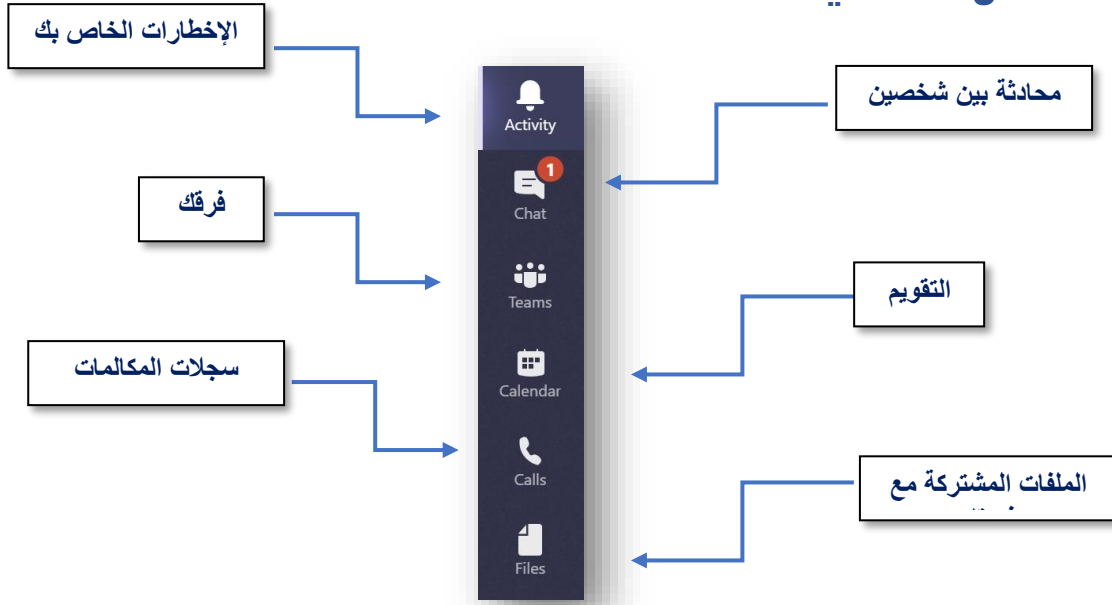 الإخطارات الخاص بك
محادثة بين شخصين
فرقك
التقويم
سجلات المكالمات
الملفات المشتركة مع
Activity
1
Chat
Teams
Calendar
Calls
Files